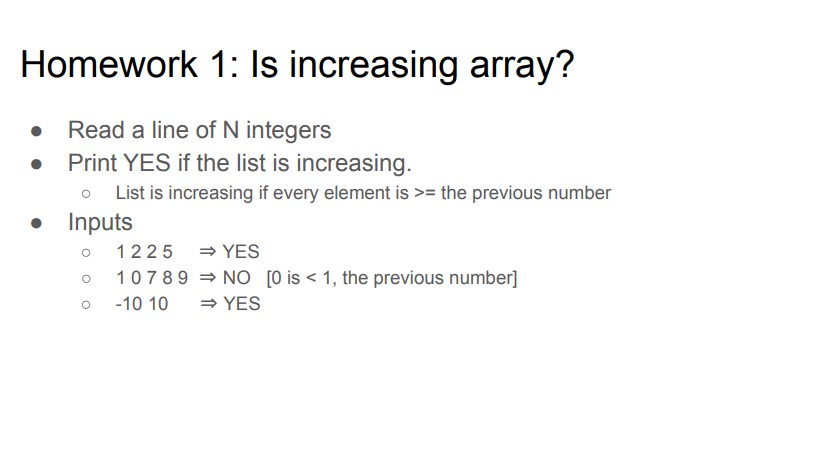 Homework 1: Is increasing array?
● Read a line of N integers
● Print YES if the list is increasing.
○ List is increasing if every element is >= the previous number
● Inputs
○ 1 2 2 5 ⇒ YES
○ 1 0 7 8 9 ⇒ NO [0 is < 1, the previous number]
○ -10 10 ⇒ YES